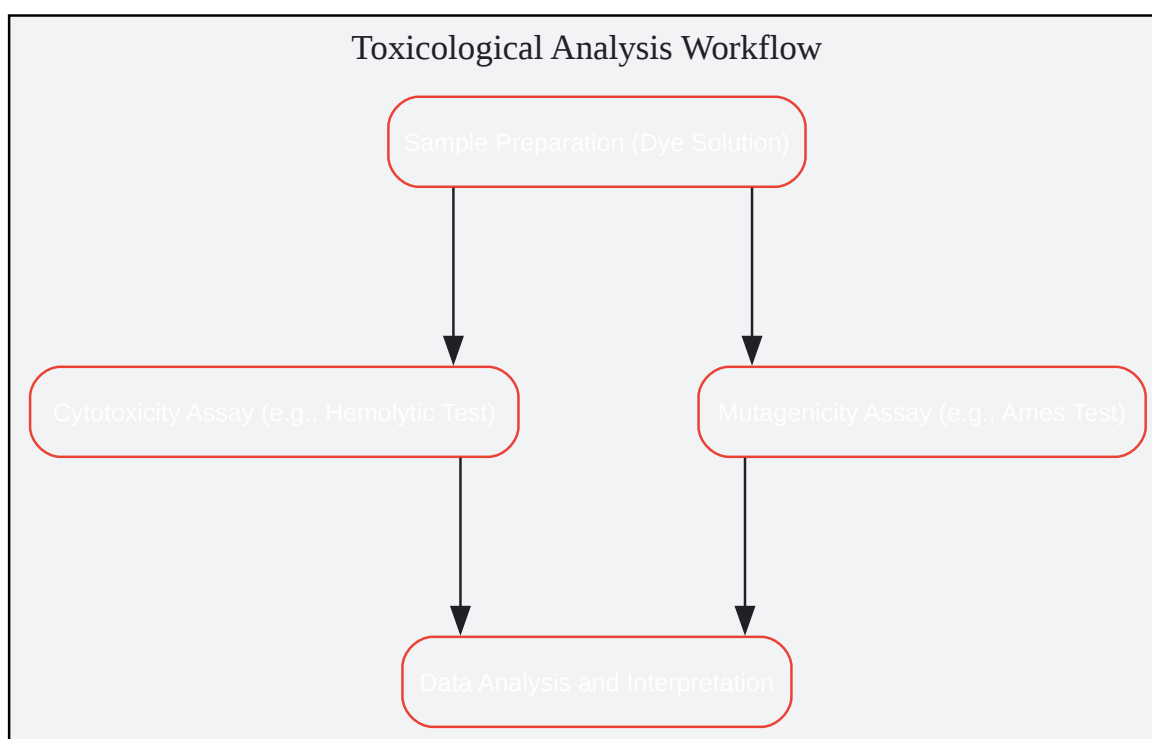 Toxicological Analysis Workflow
Sample Preparation (Dye Solution)
Cytotoxicity Assay (e.g., Hemolytic Test)
Mutagenicity Assay (e.g., Ames Test)
Data Analysis and Interpretation